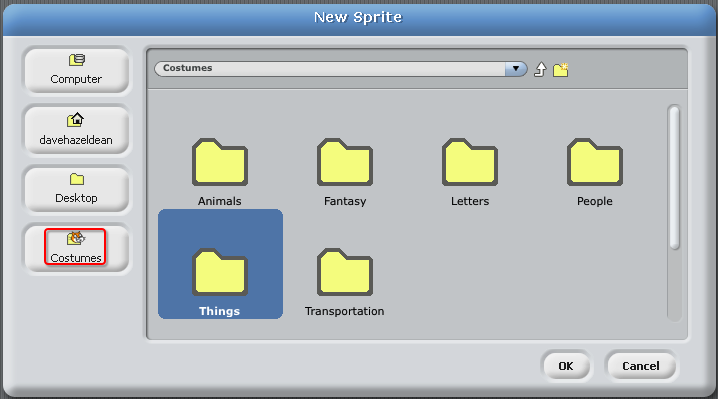 New Sprite
Computer
davehazeldean
Desktop
Costumes
Costumes
Animals
Fantasy
Letters
People
Things
Transportation
OK
Cancel